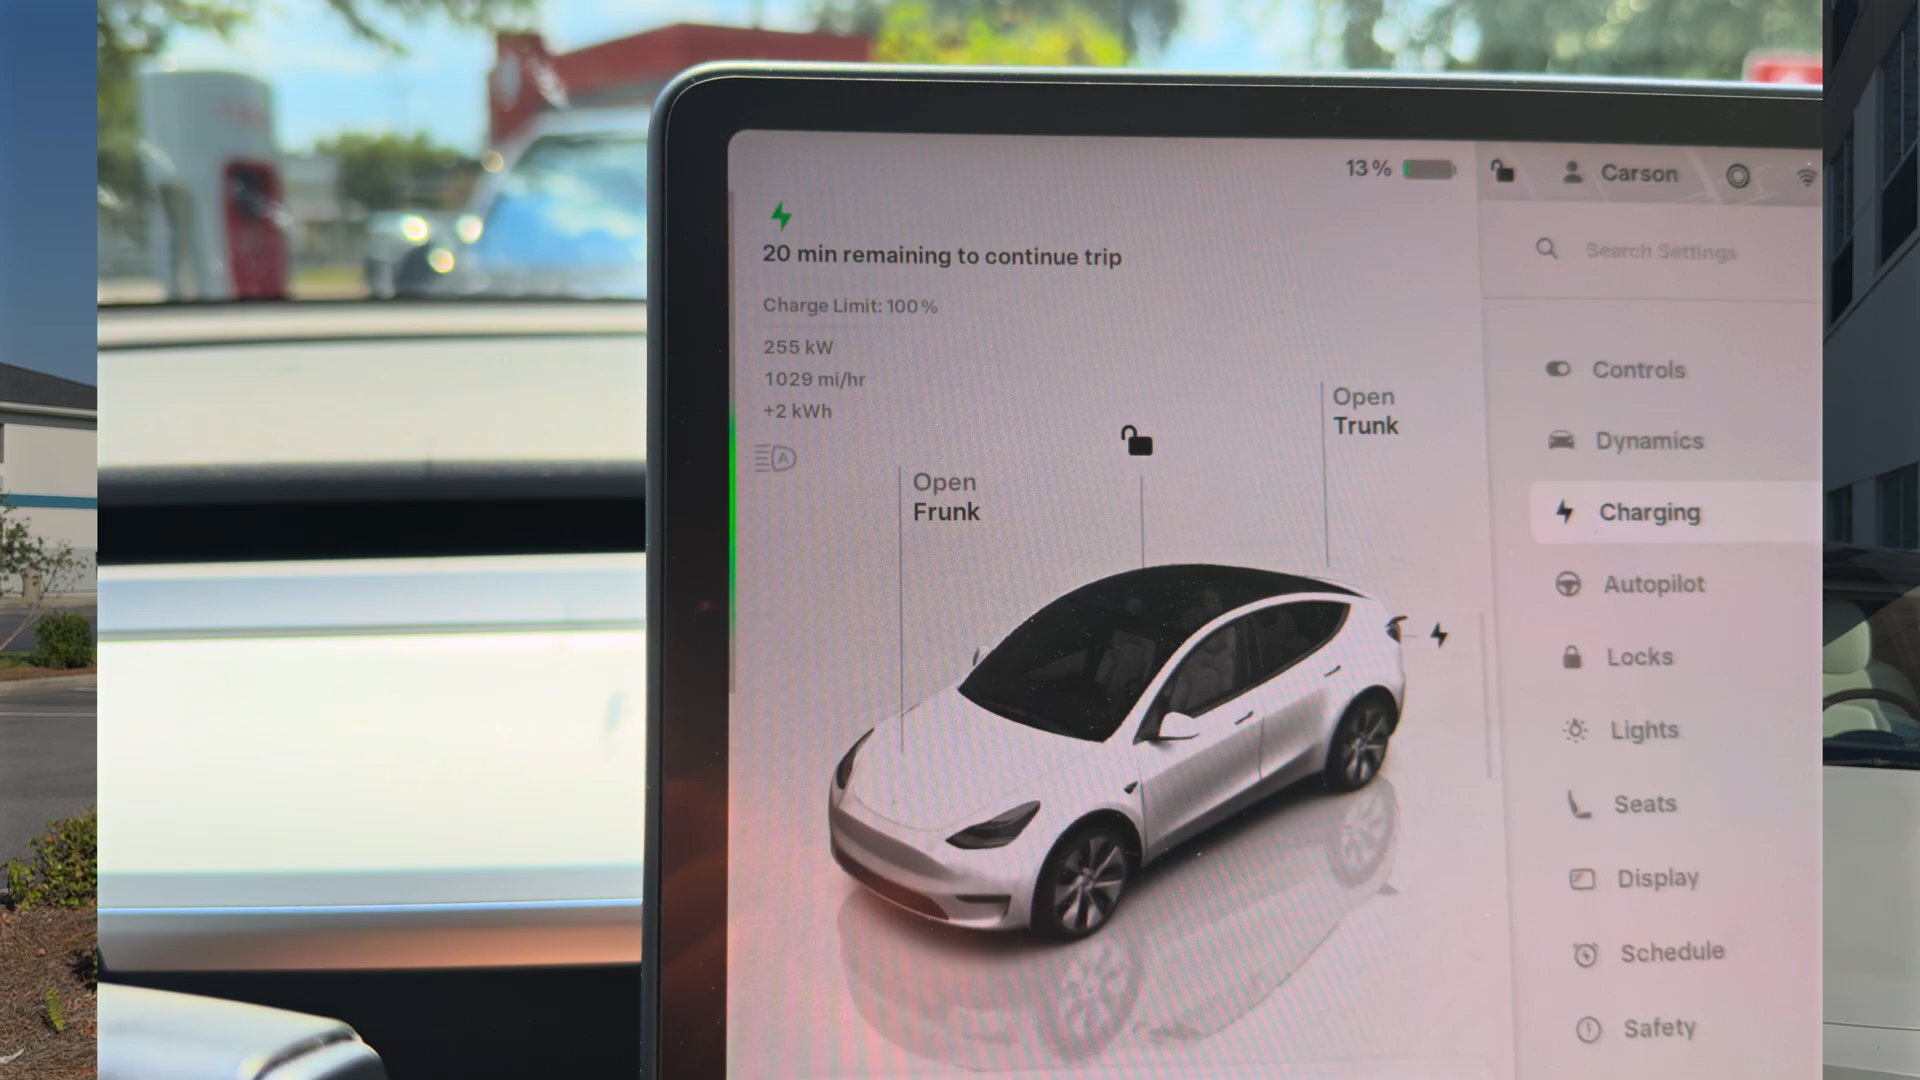 13 %
Carson
20 min remaining to continue trip
Charge Limit: 100 %
255 kW
1029 mi/hr
+2 kWh
A
Open
Frunk
Open
Trunk
Search Settings
Controls
Dynamics
Charging
Autopilot
Locks
Lights
Seats
Display
Schedule
Safety